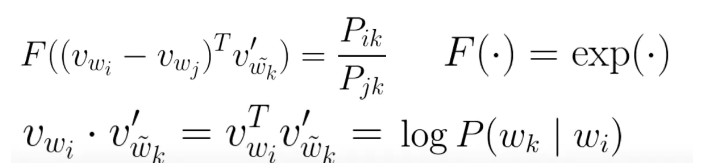 F((v_{w_i} − v_{w_j})^T v'_{\tilde{w}_k}) = \frac{P_{ik}}{P_{jk}} F(·) = exp(·)
v_{w_i} · v'_{\tilde{w}_k} = v_{w_i}^T v'_{\tilde{w}_k} = log P(w_k | w_i)